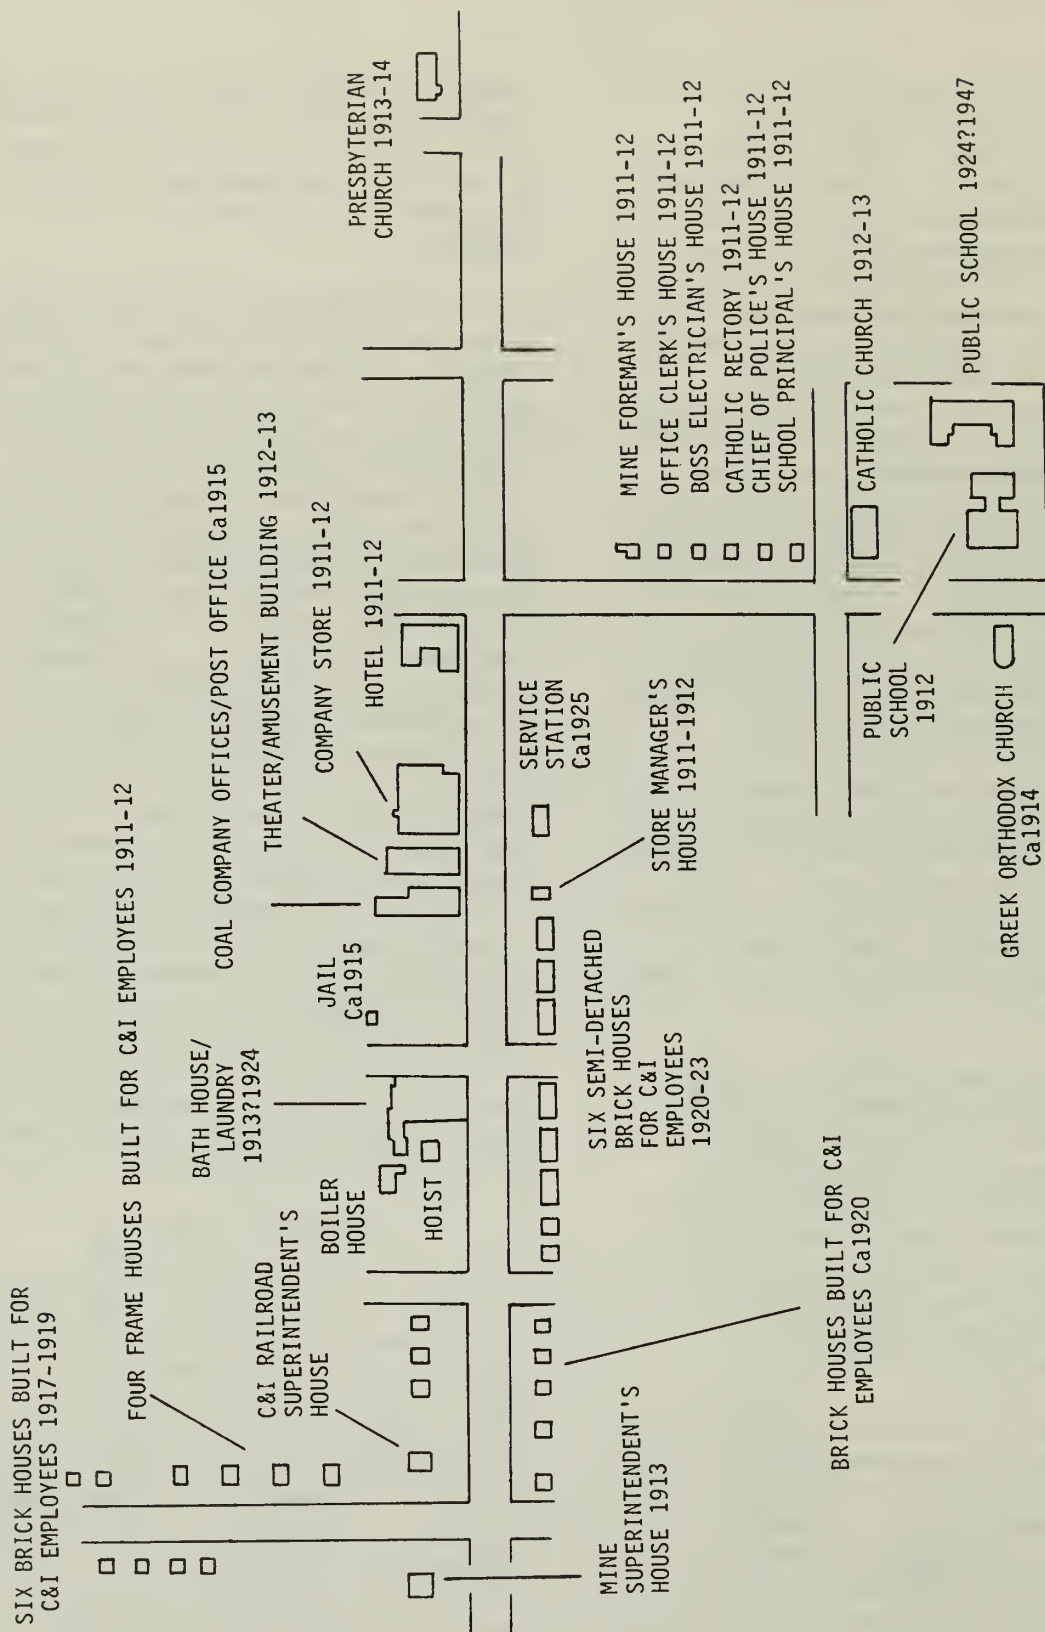 SIX BRICK HOUSES BUILT FOR
C&I EMPLOYEES 1917-1919
FOUR FRAME HOUSES BUILT FOR C&I EMPLOYEES 1911-12
C&I RAILROAD
SUPERINTENDENT'S
HOUSE
BATH HOUSE/
LAUNDRY
1913?1924
BOILER
HOUSE
HOIST
JAIL
Ca1915
COAL COMPANY OFFICES/POST OFFICE Ca1915
THEATER/AMUSEMENT BUILDING 1912-13
COMPANY STORE 1911-12
HOTEL 1911-12
PRESBYTERIAN
CHURCH 1913-14
MINE
SUPERINTENDENT'S
HOUSE 1913
BRICK HOUSES BUILT FOR C&I
EMPLOYEES Ca1920
SIX SEMI-DETACHED
BRICK HOUSES
FOR C&I
EMPLOYEES
1920-23
STORE MANAGER'S
HOUSE 1911-1912
SERVICE
STATION
Ca1925
MINE FOREMAN'S HOUSE 1911-12
OFFICE CLERK'S HOUSE 1911-12
BOSS ELECTRICIAN'S HOUSE 1911-12
CATHOLIC RECTORY 1911-12
CHIEF OF POLICE'S HOUSE 1911-12
SCHOOL PRINCIPAL'S HOUSE 1911-12
CATHOLIC CHURCH 1912-13
PUBLIC SCHOOL 1924?1947
PUBLIC
SCHOOL
1912
GREEK ORTHODOX CHURCH
Ca1914